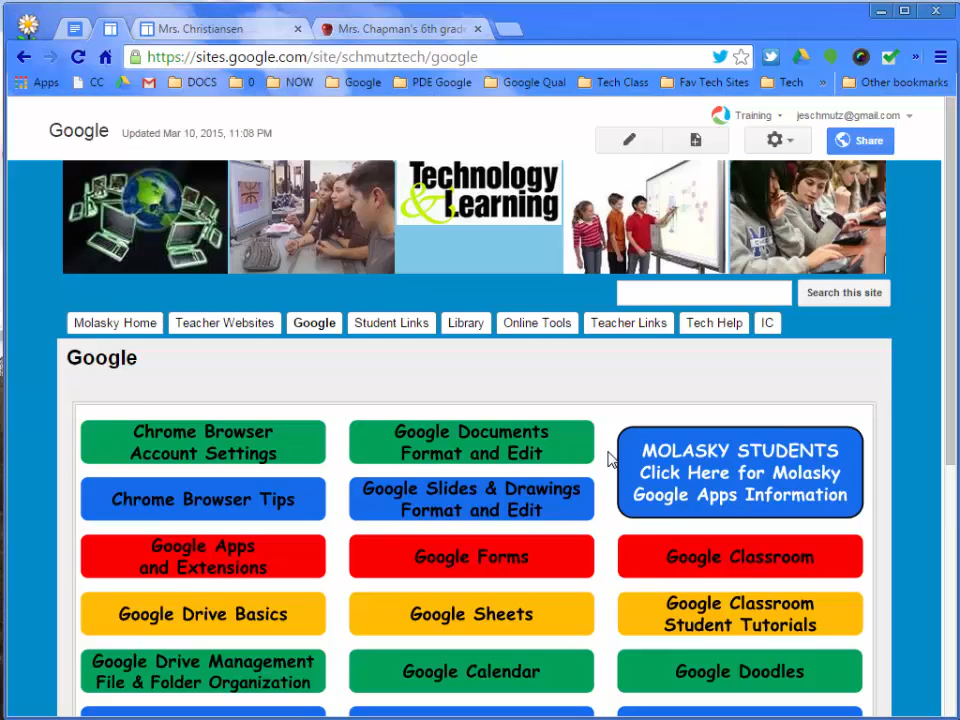 Mrs. Christiansen
Mrs. Chapman's 6th grade
https://sites.google.com/site/schmutztech/google
Apps CC DOCS 0 NOW Google PDE Google Google Qual Tech Class Fav Tech Sites Tech » Other bookmarks
Training jeschmutz@gmail.com
Google Updated Mar 10, 2015, 11:08 PM
Share
Technology
& Learning
Search this site
Molasky Home Teacher Websites Google Student Links Library Online Tools Teacher Links Tech Help IC
Google
Chrome Browser
Account Settings
Google Documents
Format and Edit
MOLASKY STUDENTS
Click Here for Molasky
Google Apps Information
Chrome Browser Tips
Google Slides & Drawings
Format and Edit
Google Apps
and Extensions
Google Forms
Google Classroom
Google Drive Basics
Google Sheets
Google Classroom
Student Tutorials
Google Drive Management
File & Folder Organization
Google Calendar
Google Doodles